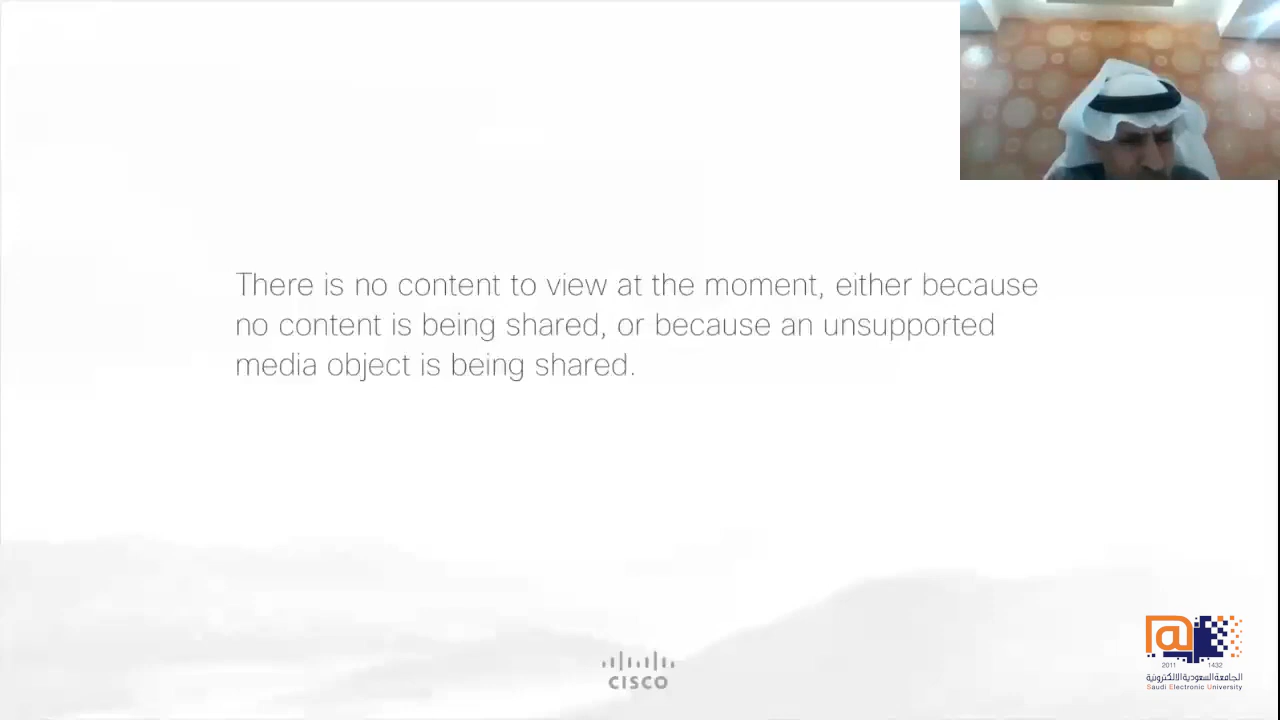 There is no content to view at the moment, either because
no content is being shared, or because an unsupported
media object is being shared.
CISCO
@
2011 1432
الجامعة السعودية الالكترونية
Saudi Electronic University